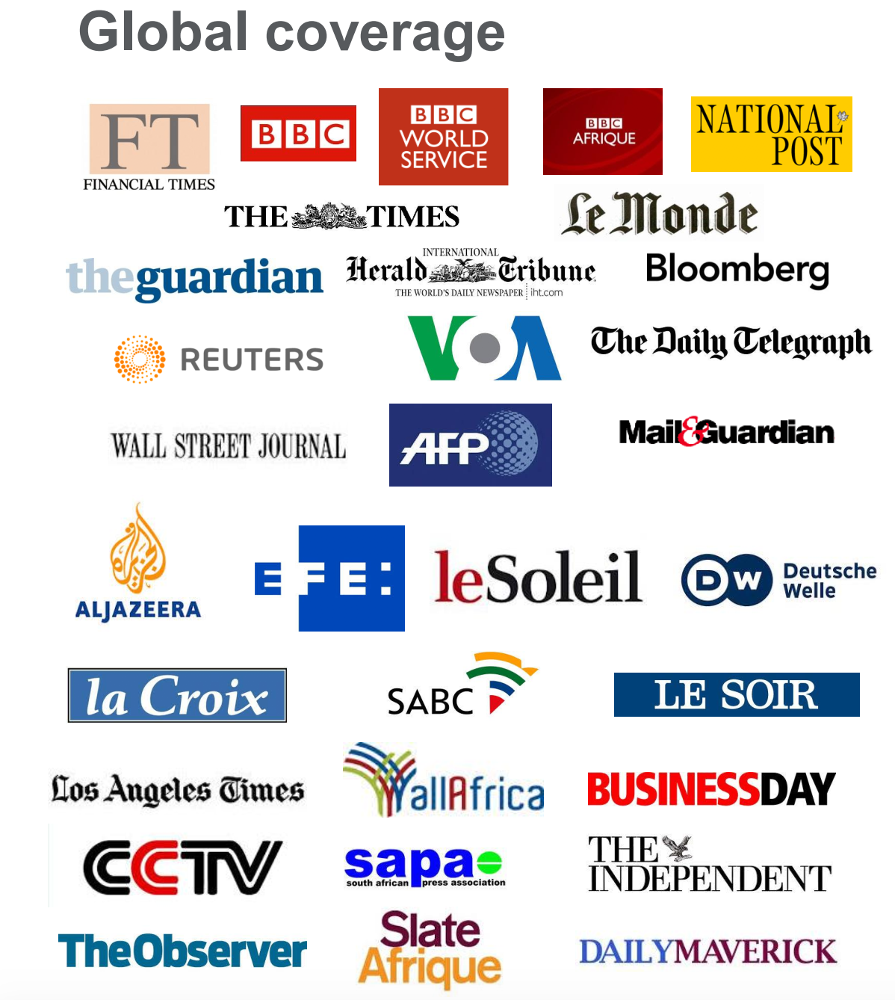 Global coverage
FT
FINANCIAL TIMES
BBC
BBC
WORLD
SERVICE
BBC
AFRIQUE
NATIONAL
POST
THE TIMES
Le Monde
theguardian
INTERNATIONAL
Herald Tribune
THE WORLD'S DAILY NEWSPAPER iht.com
Bloomberg
REUTERS
VOA
The Daily Telegraph
WALL STREET JOURNAL
AFP
Mail&Guardian
الجزيرة
ALJAZEERA
EFE:
leSoleil
DW
Deutsche
Welle
la Croix
SABC
LE SOIR
Los Angeles Times
allAfrica
BUSINESSDAY
CCTV
sapa
south african press association
THE
INDEPENDENT
TheObserver
Slate
Afrique
DAILYMAVERICK